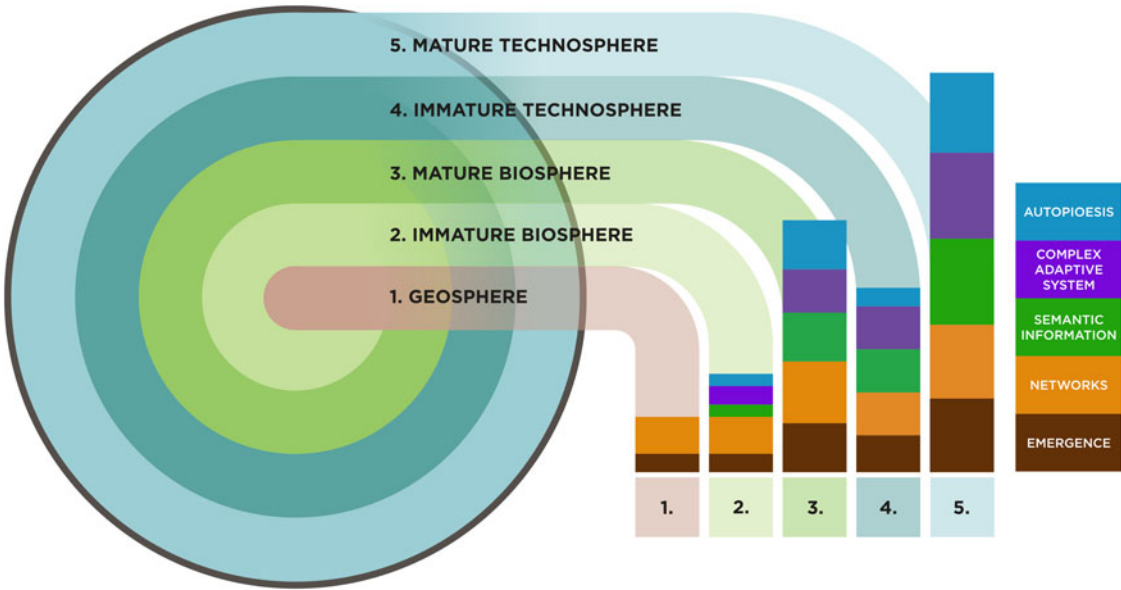 5. MATURE TECHNOSPHERE
4. IMMATURE TECHNOSPHERE
3. MATURE BIOSPHERE
2. IMMATURE BIOSPHERE
1. GEOSPHERE
AUTOPIOESIS
COMPLEX
ADAPTIVE
SYSTEM
SEMANTIC
INFORMATION
NETWORKS
EMERGENCE
1.
2.
3.
4.
5.